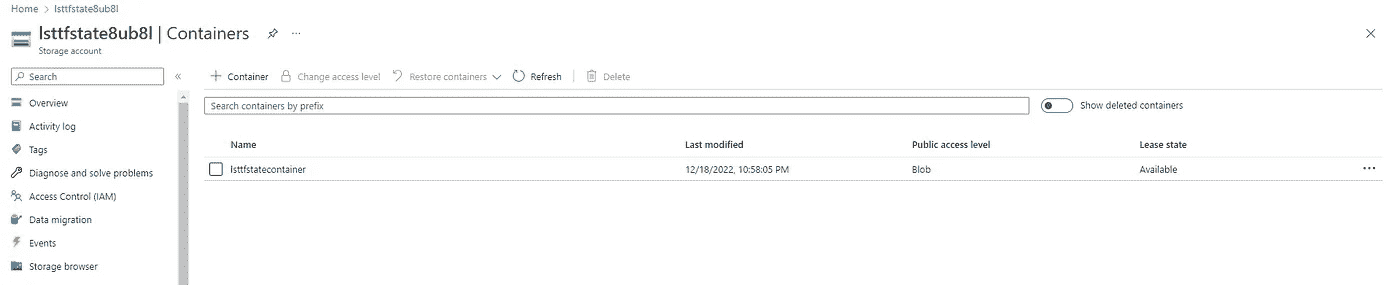 Home > lsttfstate8ub8l
lsttfstate8ub8l | Containers
Storage account
Search
Container Change access level Restore containers Refresh Delete
Overview
Search containers by prefix Show deleted containers
Activity log
Tags
Name Last modified Public access level Lease state
Diagnose and solve problems
lsttfstatecontainer 12/18/2022, 10:58:05 PM Blob Available
Access Control (IAM)
Data migration
Events
Storage browser